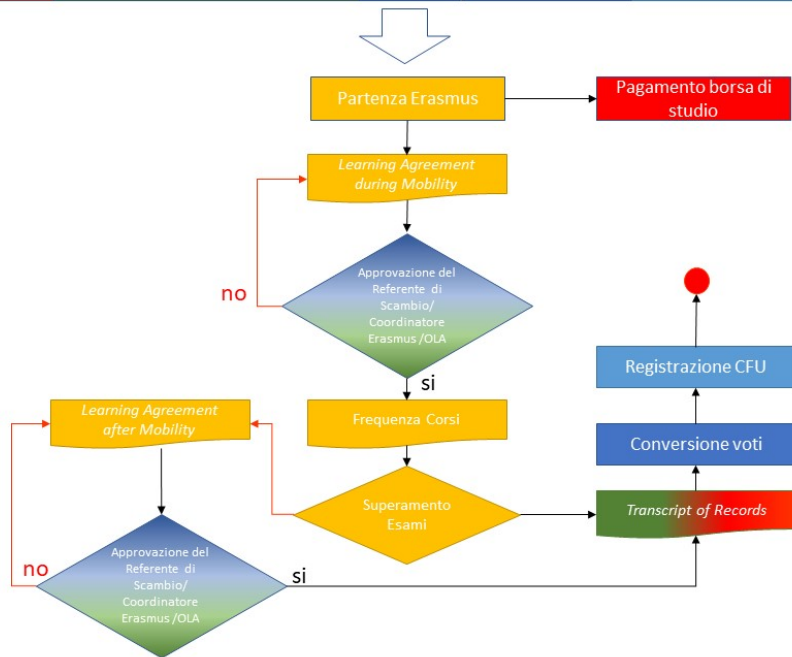 Partenza Erasmus
Pagamento borsa di
studio
Learning Agreement
during Mobility
Approvazione del
Referente di
Scambio/
Coordinatore
Erasmus /OLA
no
si
Registrazione CFU
Learning Agreement
after Mobility
Frequenza Corsi
Conversione voti
Superamento
Esami
Transcript of Records
Approvazione del
Referente di
Scambio/
Coordinatore
Erasmus /OLA
no
si